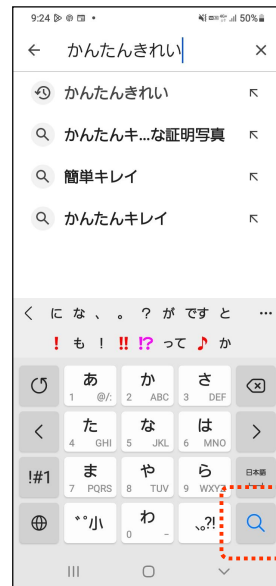 9:24 50%
かんたんきれい
かんたんきれい
かんたんキ...な証明写真
簡単キレイ
かんたんキレイ
に な 、 。 ? が です と ...
! も ! !! !? って ♪ か
あ 1 @/: か 2 ABC さ 3 DEF
た 4 GHI な 5 JKL は 6 MNO
!#1 ま 7 PQRS や 8 TUV ら 9 WXYZ 日本語
゛゜小 わ 0 _ 、。?!